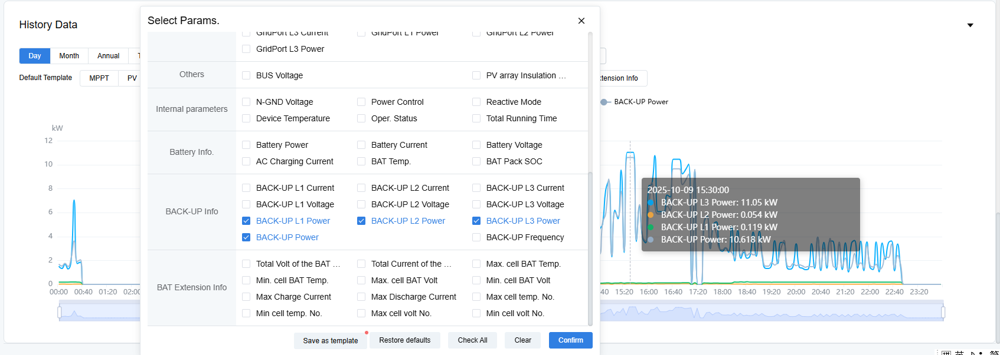 History Data
Select Params.
Day Month Annual
Default Template MPPT PV
GridPort L3 Current GridPort L1 Power GridPort L2 Power
GridPort L3 Power
Others
BUS Voltage PV array Insulation ...
Internal parameters
N-GND Voltage Power Control Reactive Mode
Device Temperature Oper. Status Total Running Time
Battery Info.
Battery Power Battery Current Battery Voltage
AC Charging Current BAT Temp. BAT Pack SOC
BACK-UP Info
BACK-UP L1 Current BACK-UP L2 Current BACK-UP L3 Current
BACK-UP L1 Voltage BACK-UP L2 Voltage BACK-UP L3 Voltage
BACK-UP L1 Power BACK-UP L2 Power BACK-UP L3 Power
BACK-UP Power BACK-UP Frequency
BAT Extension Info
Total Volt of the BAT ... Total Current of the ... Max. cell BAT Temp.
Min. cell BAT Temp. Max. cell BAT Volt Min. cell BAT Volt
Max Charge Current Max Discharge Current Max cell temp. No.
Min cell temp. No. Max cell volt No. Min cell volt No.
Save as template Restore defaults Check All Clear Confirm
tension Info
BACK-UP Power
kW
12
10
8
6
4
2
0
00:00 00:40 01:20 02:00
40 15:20 16:00 16:40 17:20 18:00 18:40 19:20 20:00 20:40 21:20 22:00 22:40 23:20
2025-10-09 15:30:00
BACK-UP L3 Power: 11.05 kW
BACK-UP L2 Power: 0.054 kW
BACK-UP L1 Power: 0.119 kW
BACK-UP Power: 10.618 kW